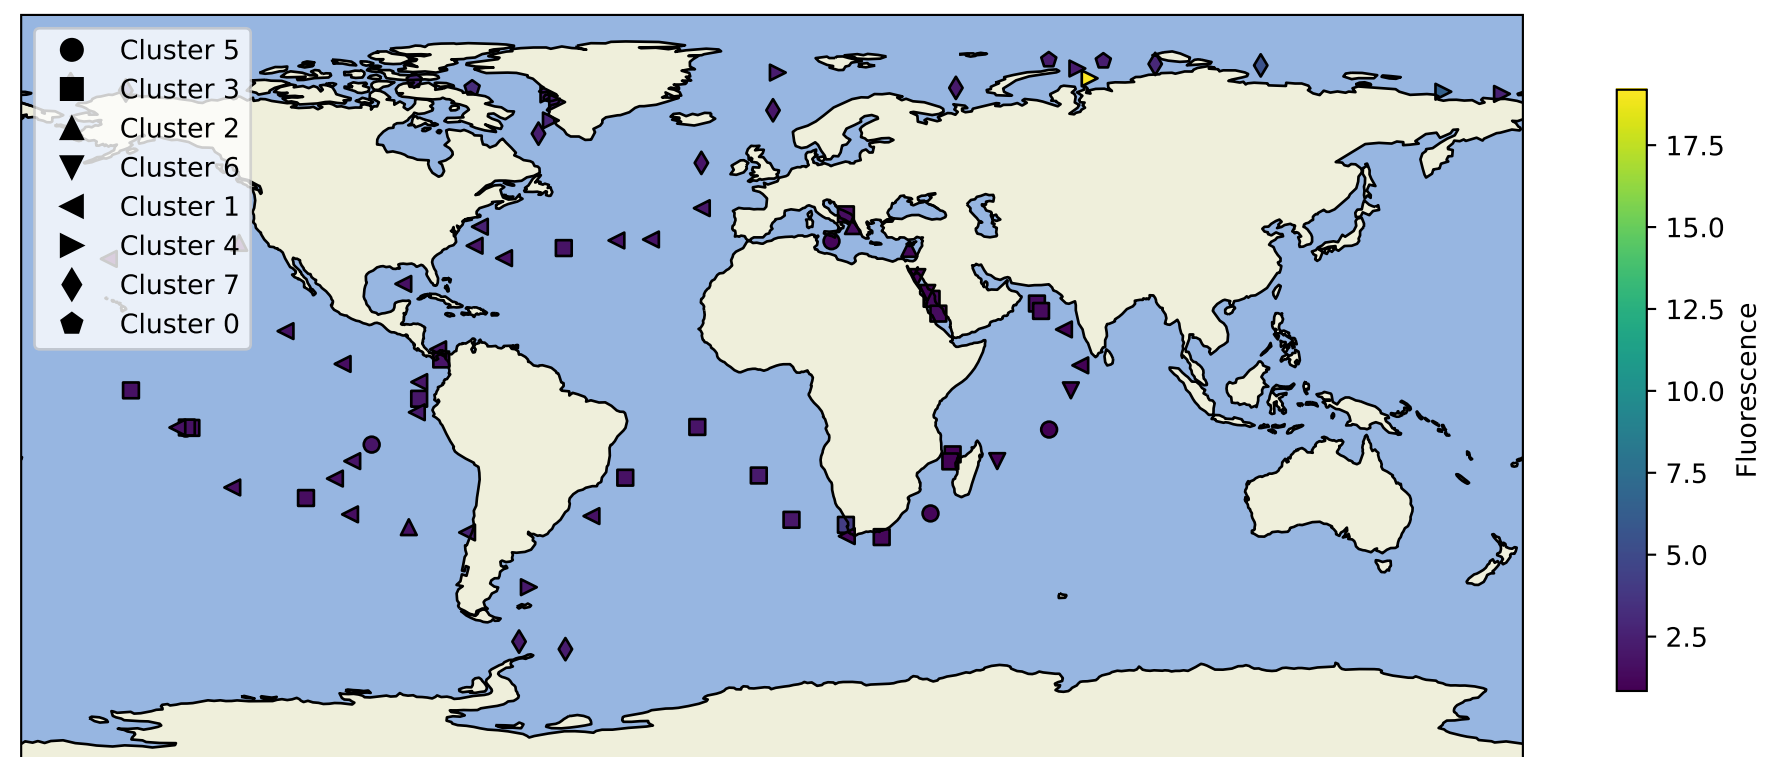 Cluster 5
Cluster 3
Cluster 2
Cluster 6
Cluster 1
Cluster 4
Cluster 7
Cluster 0
17.5
15.0
12.5
10.0
7.5
5.0
2.5
Fluorescence